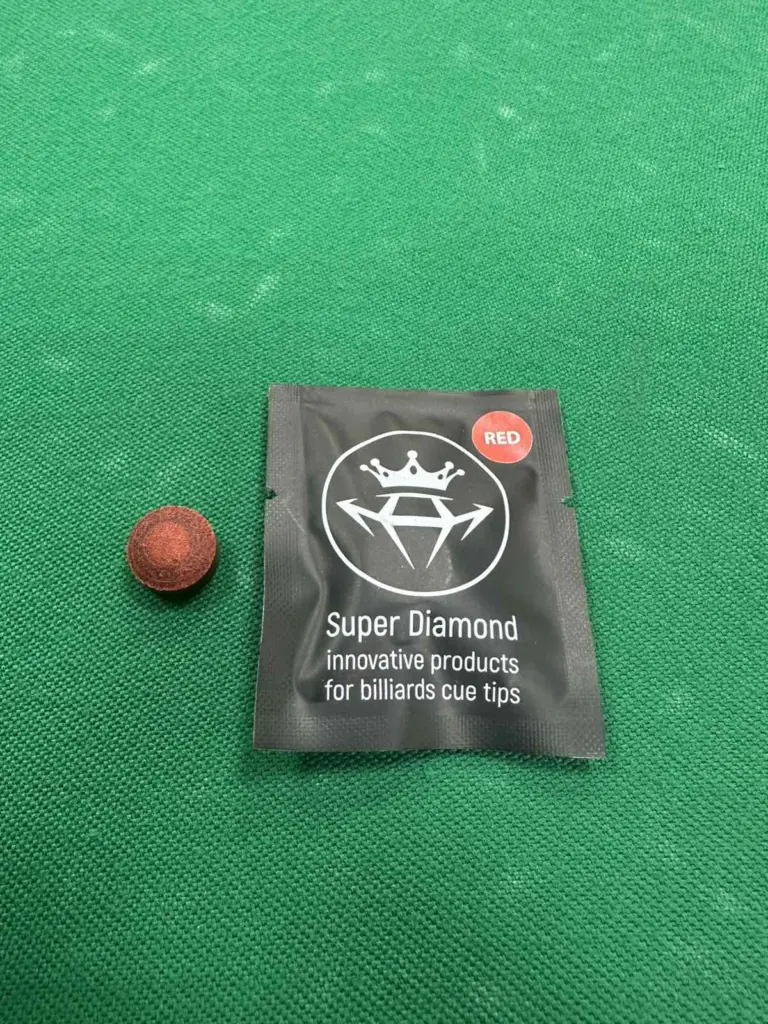 RED
Super Diamond
innovative products
for billiards cue tips